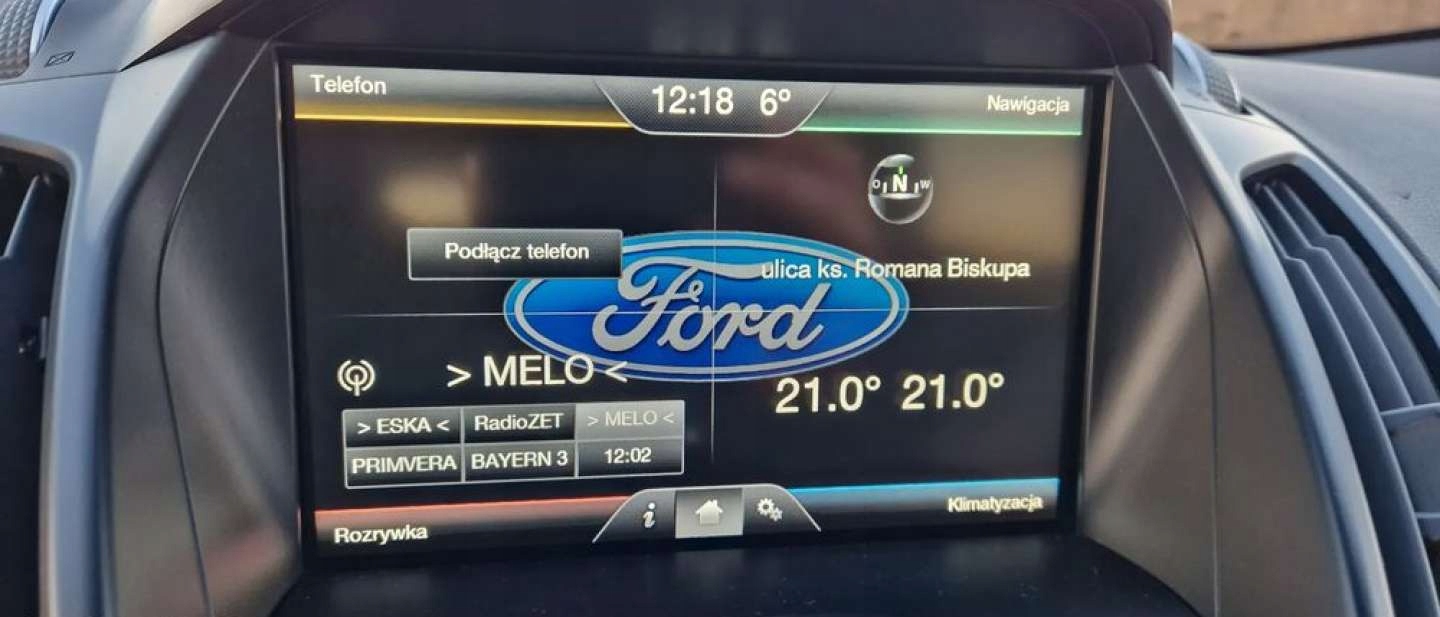 Telefon
12:18 6º
Nawigacja
O N W
Podłącz telefon
ulica ks. Romana Biskupa
Ford
> MELO <
21.0° 21.0°
> ESKA < RadioZET > MELO <
PRIMVERA BAYERN 3 12:02
i
Rozrywka
Klimatyzacja